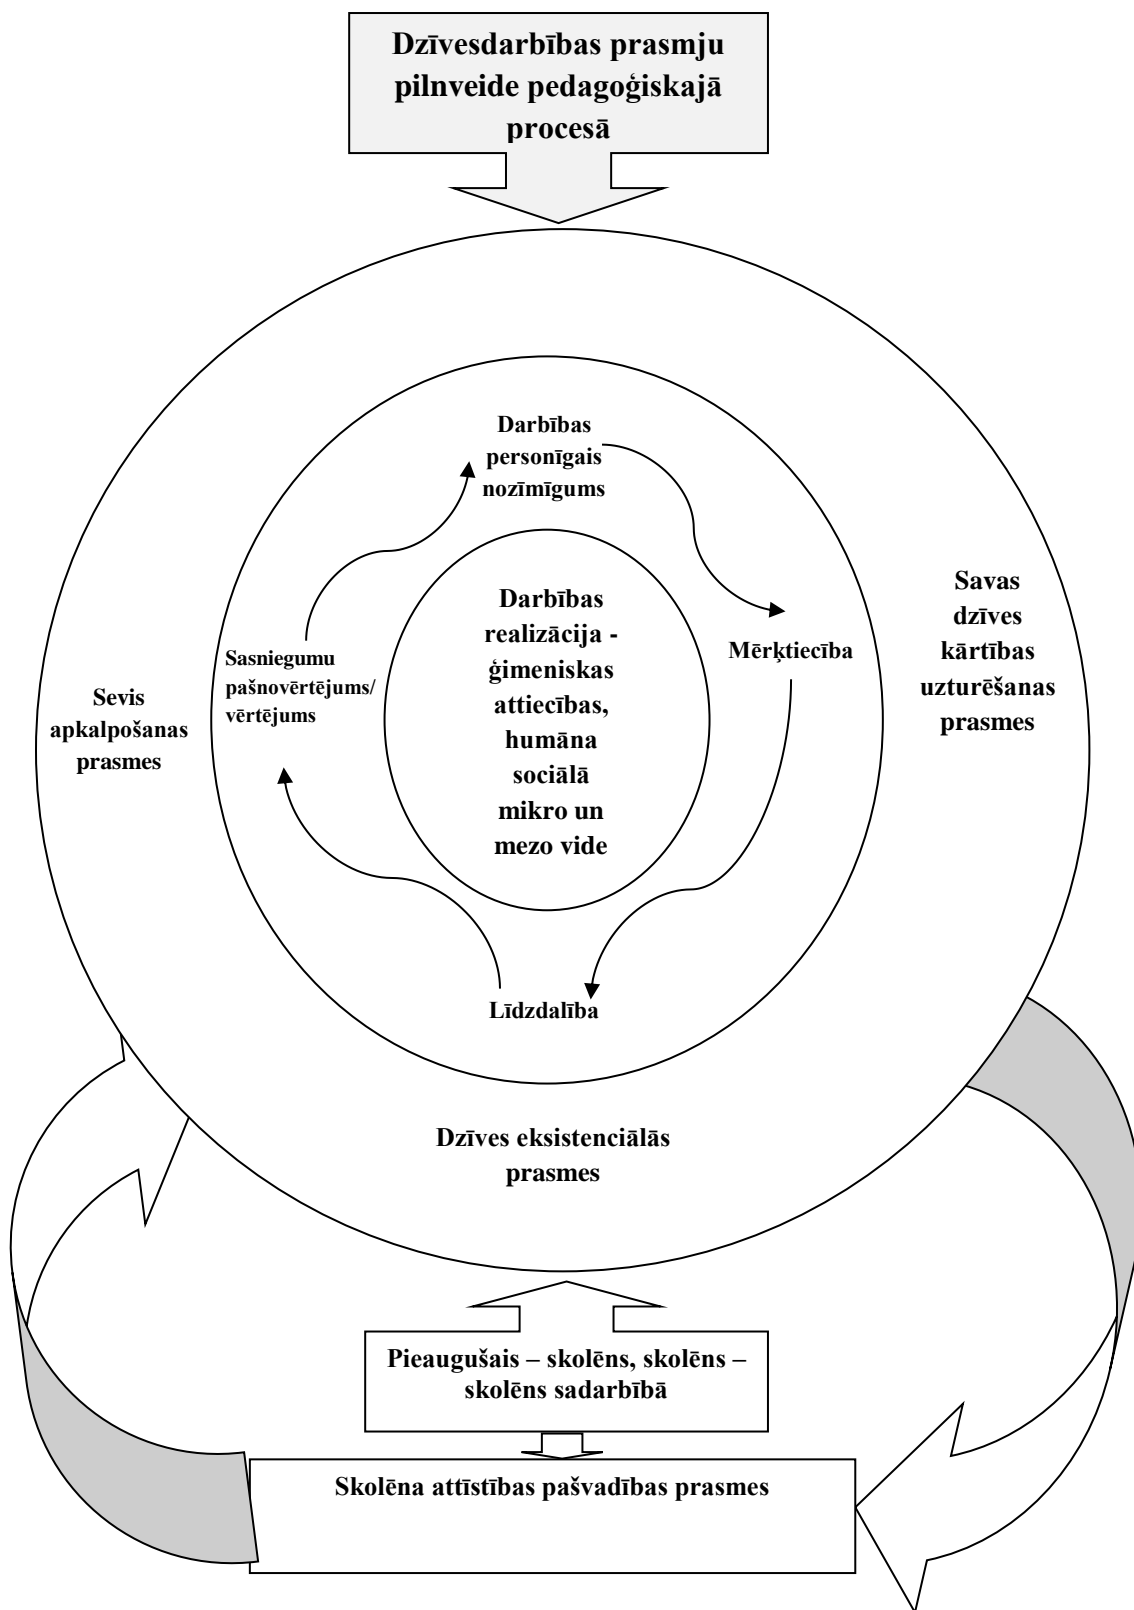 Dzīvesdarbības prasmju
pilnveide pedagoģiskajā
procesā
Darbības
personīgais
nozīmīgums
Darbības
realizācija -
ģimeniskas
attiecības,
humāna
sociālā
mikro un
mezo vide
Savas
dzīves
kārtības
uzturēšanas
prasmes
Mērķtiecība
Sasniegumu
pašnovērtējums/
vērtējums
Sevis
apkalpošanas
prasmes
Līdzdalība
Dzīves eksistenciālās
prasmes
Pieaugušais – skolēns, skolēns –
skolēns sadarbībā
Skolēna attīstības pašvadības prasmes